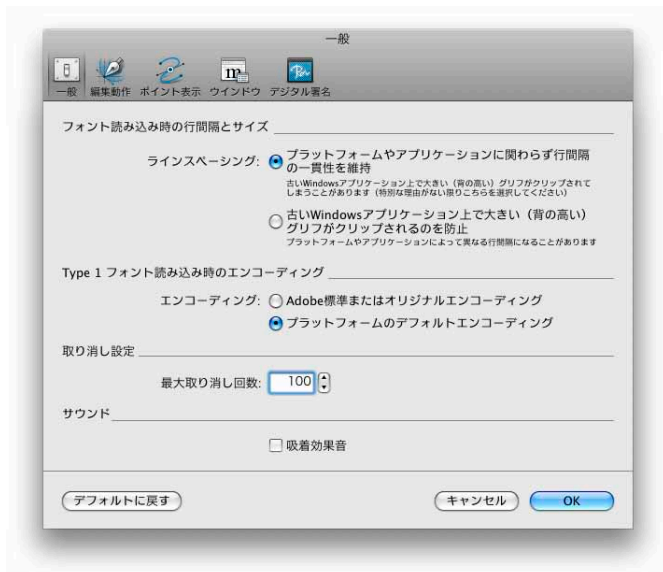 一般
一般 編集動作 ポイント表示 ウインドウ デジタル署名
フォント読み込み時の行間隔とサイズ
ラインスペーシング: プラットフォームやアプリケーションに関わらず行間隔
の一貫性を維持
古いWindowsアプリケーション上で大きい（背の高い）グリフがクリップされて
しまうことがあります（特別な理由がない限りこちらを選択してください）
古いWindowsアプリケーション上で大きい（背の高い）
グリフがクリップされるのを防止
プラットフォームやアプリケーションによって異なる行間隔になることがあります
Type 1 フォント読み込み時のエンコーディング
エンコーディング: Adobe標準またはオリジナルエンコーディング
プラットフォームのデフォルトエンコーディング
取り消し設定
最大取り消し回数: 100
サウンド
吸着効果音
デフォルトに戻す キャンセル OK